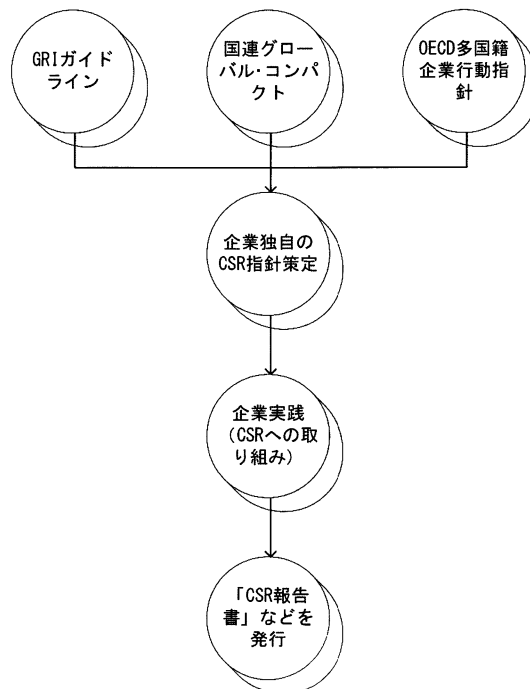 GRIガイド
ライン
国連グロー
バル・コンパ
クト
OECD多国籍
企業行動指
針
企業独自の
CSR指針策定
企業実践
（CSRへの取
り組み）
「CSR報告
書」などを
発行